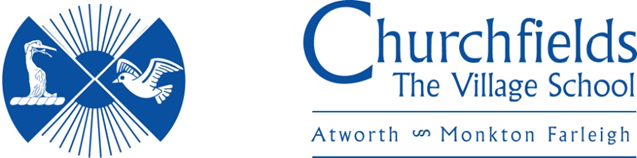 Churchfields
The Village School
Atworth ∽ Monkton Farleigh